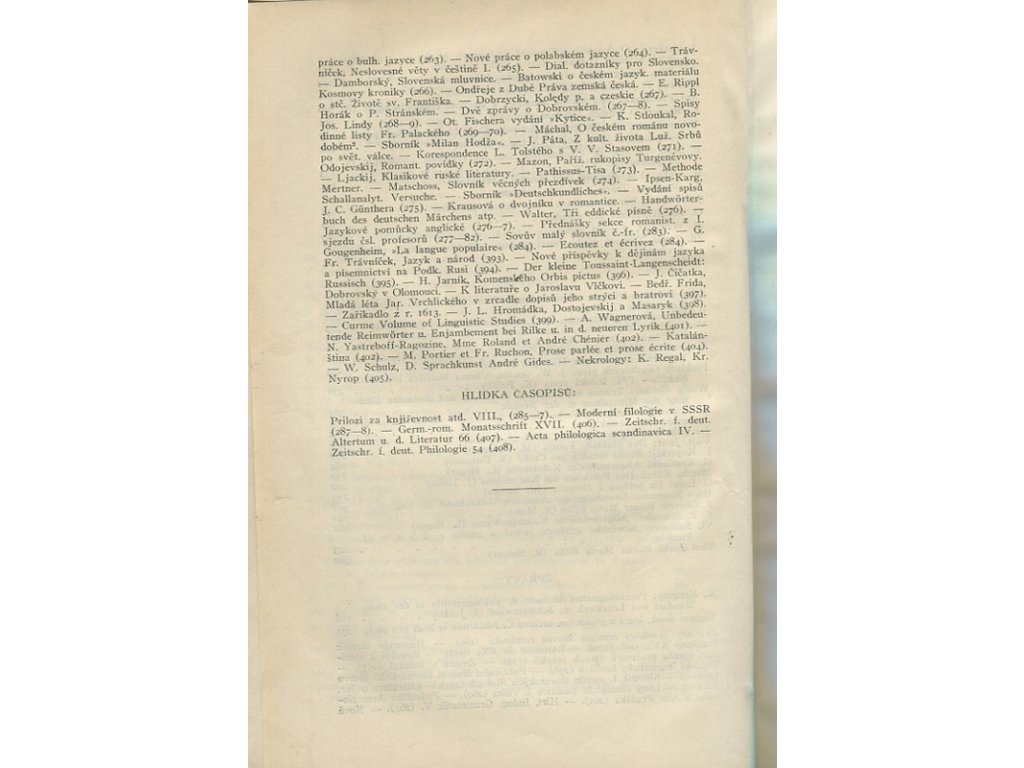 práce o bulh. jazyce (263). — Nové práce o polabském jazyce (264). — Tráv-
níček, Neslovesné věty v češtině I. (265). — Dial. dotazníky pro Slovensko.
— Damborský, Slovenská mluvnice. — Batowski o českém jazyk. materiálu
Kosmovy kroniky (266). — Ondřeje z Dubé Práva zemská česká. — E. Rippl
o stč. Životě sv. Františka. — Dobrzycki, Kolędy p. a czeskie (267). — B.
Horák o P. Stránském. — Dvě zprávy o Dobrovském. (267—8). — Spisy
Jos. Lindy (268—9). — Ot. Fischera vydání »Kytice«. — K. Stloukal, Ro-
dinné listy Fr. Palackého (269—70). — Máchal, O českém románu novo-
dobém². — Sborník »Milan Hodža«. — J. Páta, Z kult. života Luž. Srbů
po svět. válce. — Korespondence L. Tolstého s V. V. Stasovem (271). —
Odojevskij, Romant. povídky (272). — Mazon, Paříž. rukopisy Turgeněvovy.
— Ljackij, Klasikové ruské literatury. — Pathissus-Tisa (273). — Methode
Mertner. — Matschoss, Slovník věcných přezdívek (274). — Ipsen-Karg,
Schallanalyt. Versuche. — Sborník »Deutschkundliches«. — Vydání spisů
J. C. Günthera (275). — Krausová o dvojníku v romantice. — Handwörter-
buch des deutschen Märchens atp. — Walter, Tři eddické písně (276). —
Jazykové pomůcky anglické (276—7). — Přednášky sekce romanist. z I.
sjezdu čsl. profesorů (277—82). — Sovův malý slovník č.-fr. (283). — G.
Gougenheim, »La langue populaire« (284). — Ecoutez et écrivez (284). —
Fr. Trávníček, Jazyk a národ (393). — Nové příspěvky k dějinám jazyka
a písemnictví na Podk. Rusi (394). — Der kleine Toussaint-Langenscheidt:
Russisch (395). — H. Jarník, Komenského Orbis pictus (396). — J. Čičatka,
Dobrovský v Olomouci. — K literatuře o Jaroslavu Vlčkovi. — Bedř. Frida,
Mladá léta Jar. Vrchlického v zrcadle dopisů jeho strýci a bratrovi (397).
— Zaříkadlo z r. 1613. — J. L. Hromádka, Dostojevskij a Masaryk (398).
— Curme Volume of Linguistic Studies (399). — A. Wagnerová, Unbedeu-
tende Reimwörter u. Enjambement bei Rilke u. in d. neueren Lyrik (401). —
N. Yastreboff-Ragozine, Mme Roland et André Chénier (402). — Katalán-
ština (402). — M. Portier et Fr. Ruchon, Prose parlée et prose écrite (404).
— W. Schulz, D. Sprachkunst André Gides. — Nekrology: K. Regal, Kr.
Nyrop (405).
HLÍDKA ČASOPISŮ:
Prilozi za književnost atd. VIII., (285—7). — Moderní filologie v SSSR
(287—8). — Germ.-rom. Monatsschrift XVII. (406). — Zeitschr. f. deut.
Altertum u. d. Literatur 66 (407). — Acta philologica scandinavica IV. —
Zeitschr. f. deut. Philologie 54 (408).